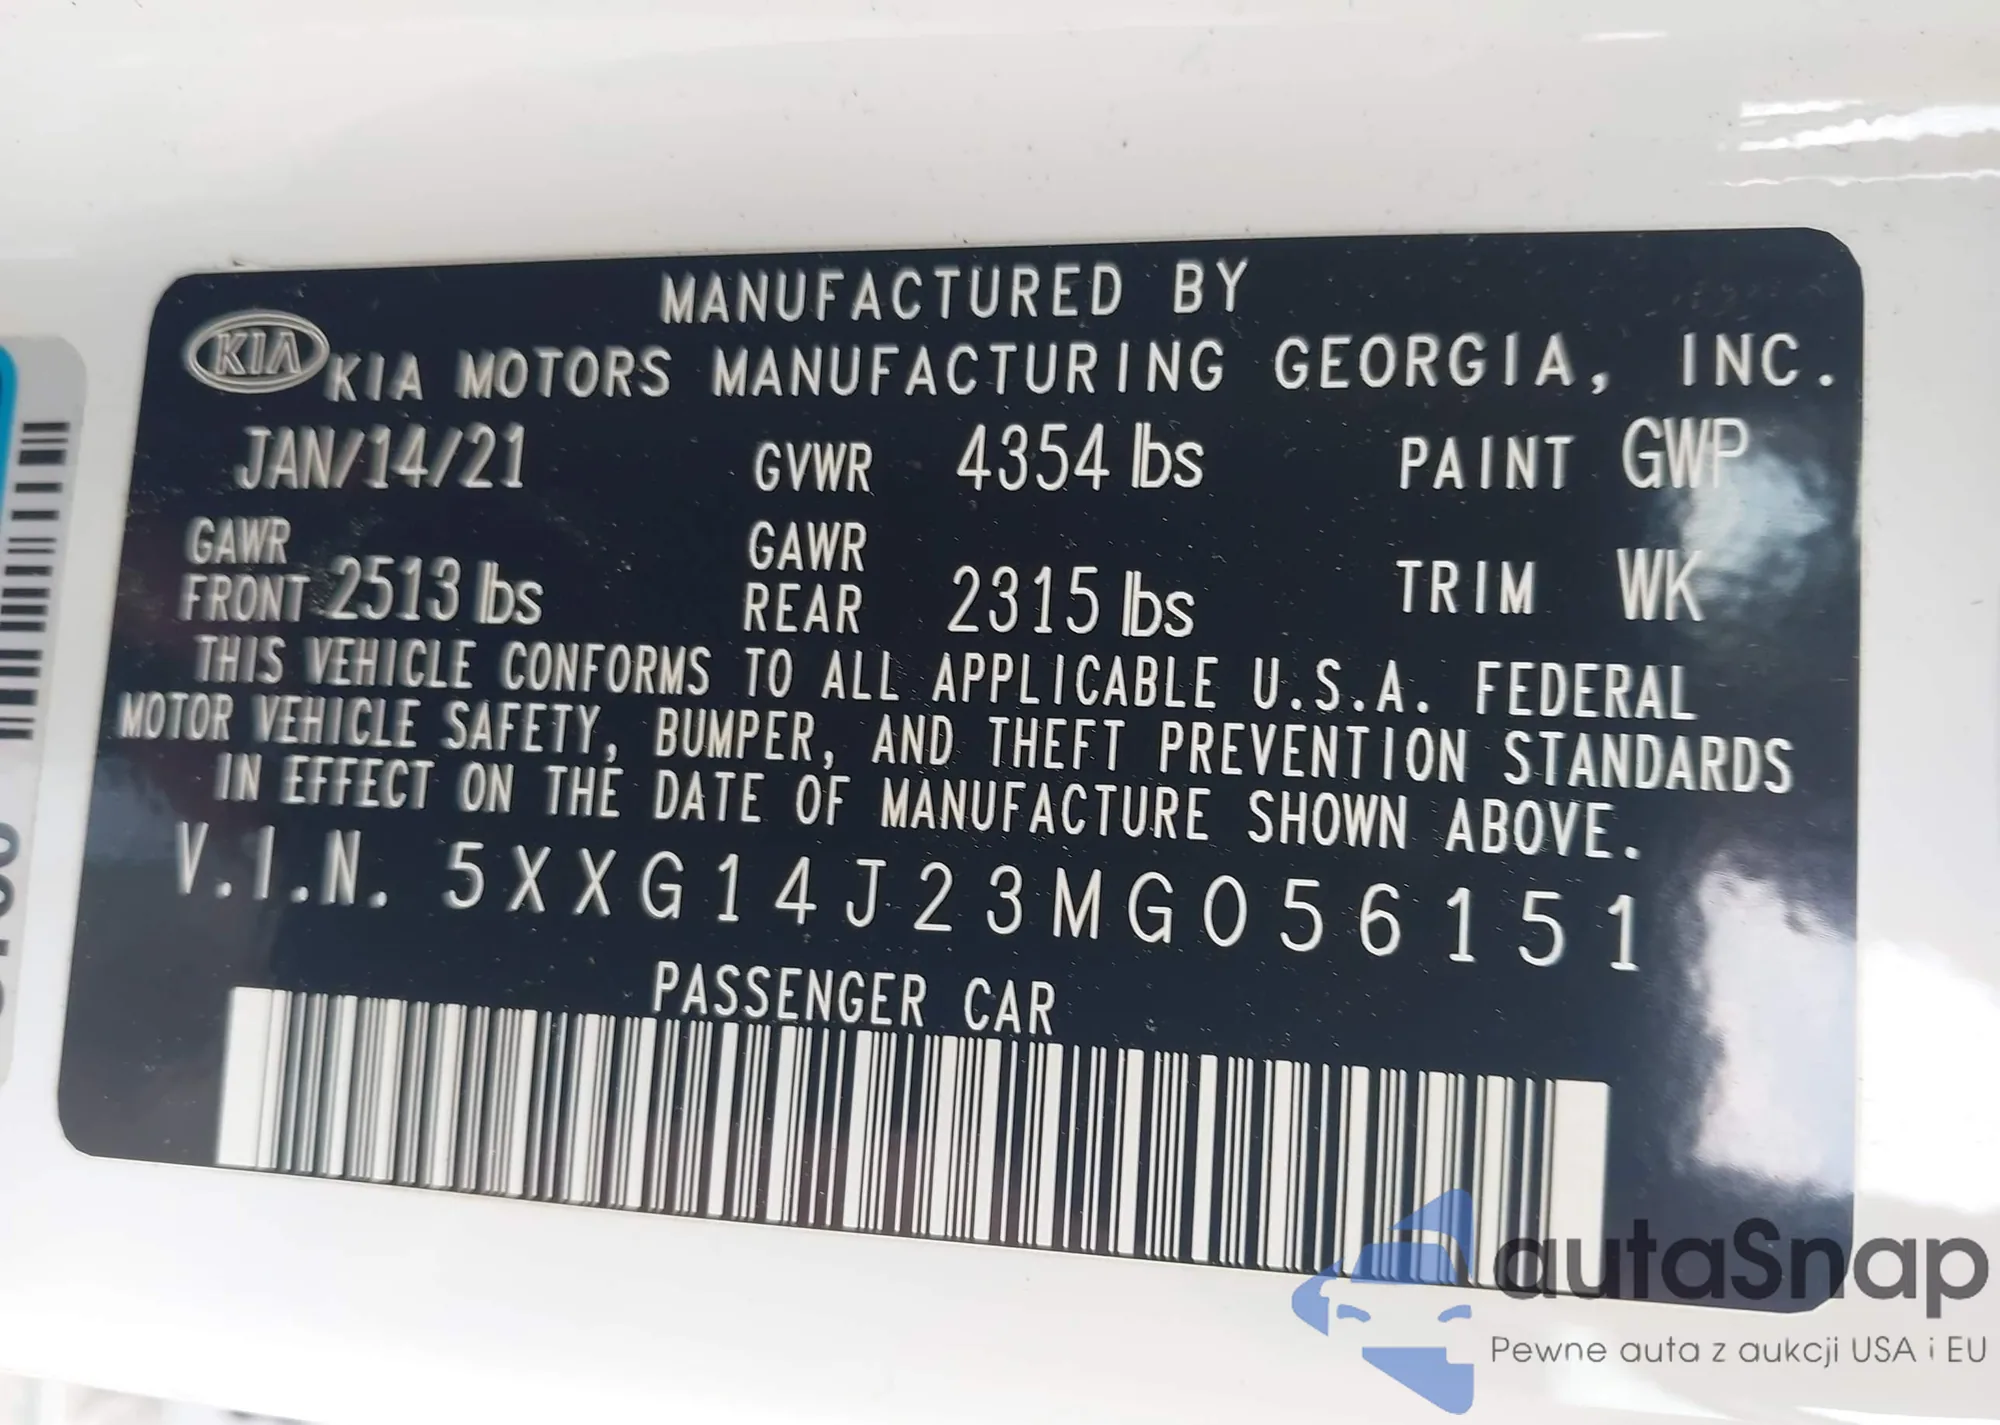 MANUFACTURED BY
KIA KIA MOTORS MANUFACTURING GEORGIA, INC.
JAN/14/21 GVWR 4354 lbs PAINT GWP
GAWR FRONT 2513 lbs GAWR REAR 2315 lbs TRIM WK
THIS VEHICLE CONFORMS TO ALL APPLICABLE U.S.A. FEDERAL
MOTOR VEHICLE SAFETY, BUMPER, AND THEFT PREVENTION STANDARDS
IN EFFECT ON THE DATE OF MANUFACTURE SHOWN ABOVE.
V.I.N. 5XXG14J23MG056151
PASSENGER CAR
autaSnap
Pewne auta z aukcji USA i EU